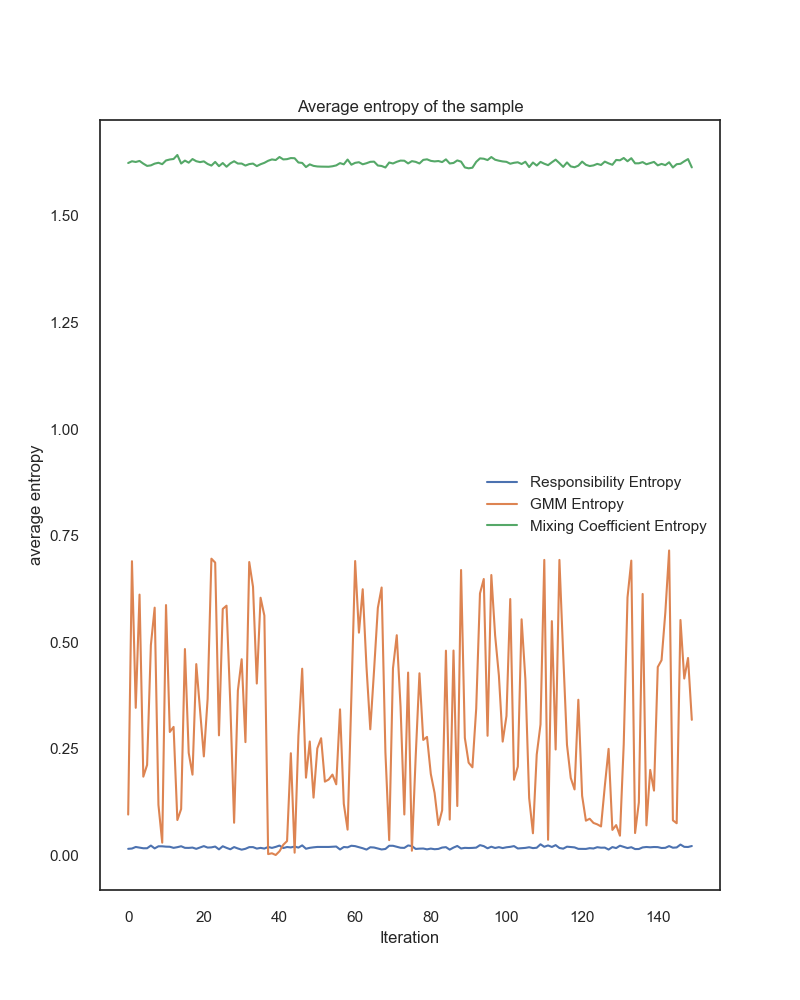 Average entropy of the sample
1.50
1.25
1.00
0.75
0.50
0.25
0.00
average entropy
Responsibility Entropy
GMM Entropy
Mixing Coefficient Entropy
0 20 40 60 80 100 120 140
Iteration